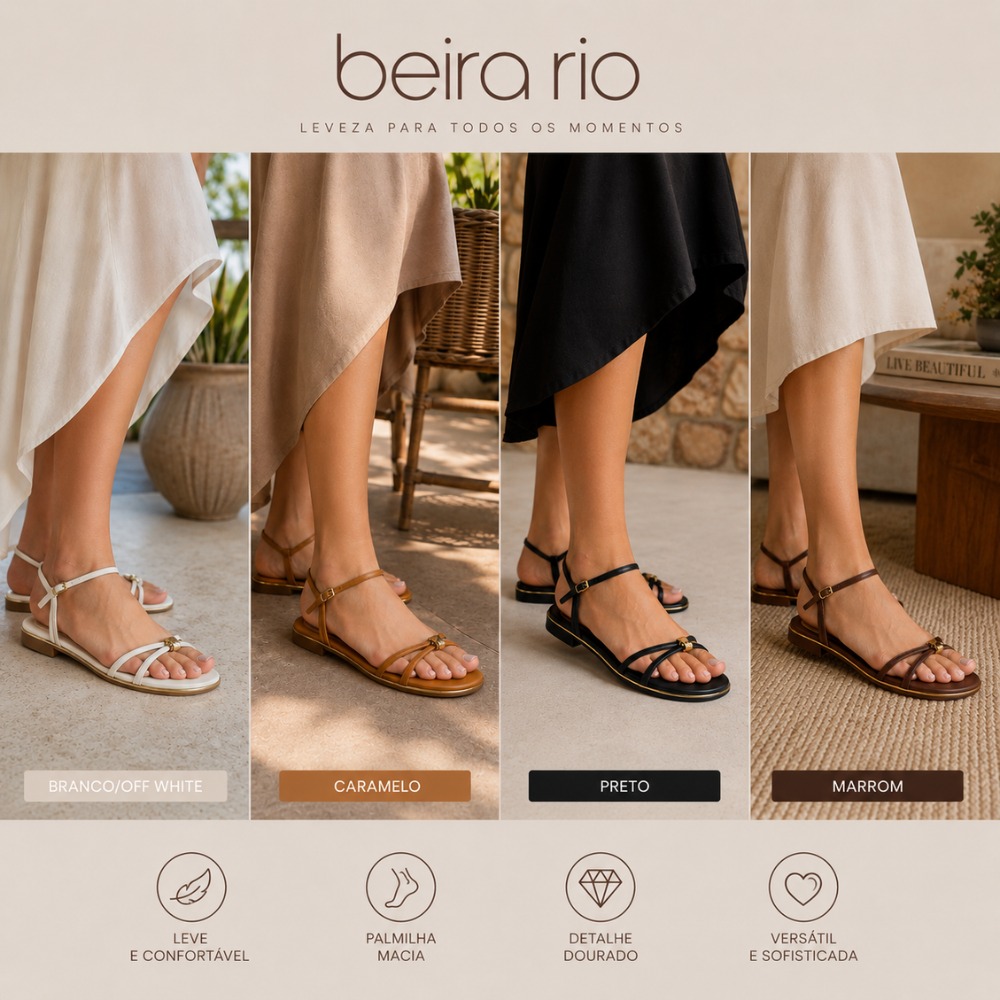 beira rio
LEVEZA PARA TODOS OS MOMENTOS
LIVE BEAUTIFUL
BRANCO/OFF WHITE
CARAMELO
PRETO
MARROM
LEVE
E CONFORTÁVEL
PALMILHA
MACIA
DETALHE
DOURADO
VERSÁTIL
E SOFISTICADA